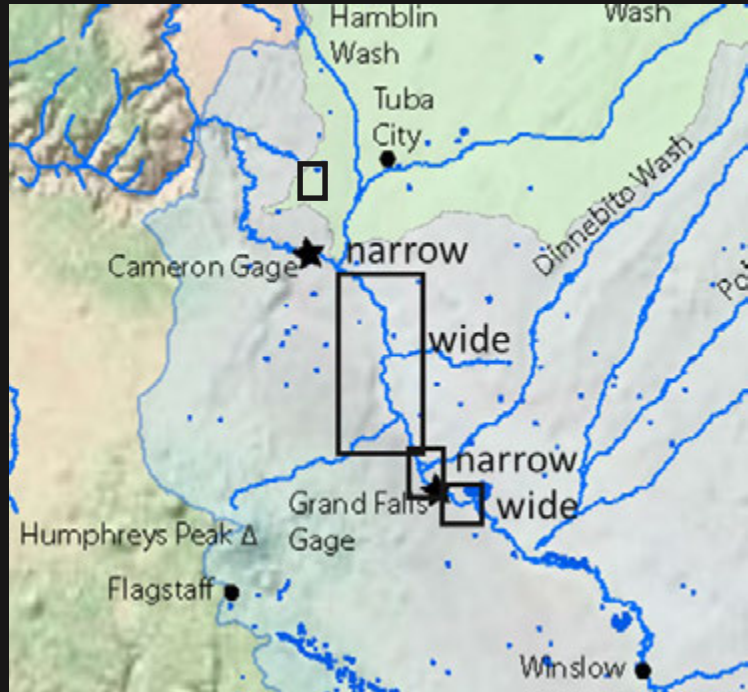 Hamblin
Wash
Wash
Tuba
City
Dinnebito Wash
narrow
Cameron Gage
wide
narrow
Grand Falls
Gage
wide
Humphreys Peak Δ
Flagstaff
Winslow